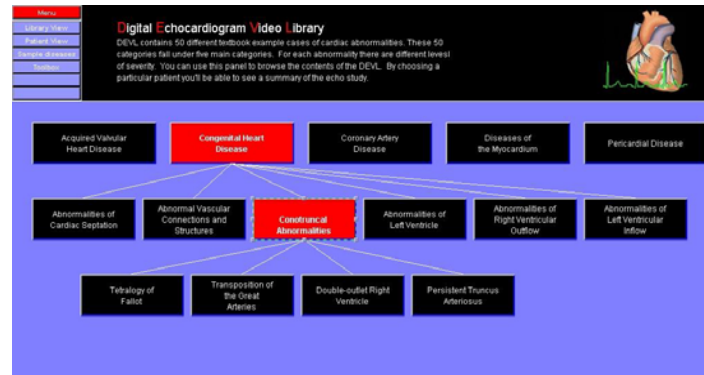 Menu
Library View
Patient View
Sample diseases
Toolbox
Digital Echocardiogram Video Library
DEVL contains 50 different textbook example cases of cardiac abnormalities. These 50
categories fall under five main categories. For each abnormality there are different levesl
of severity. You can use this panel to browse the contents of the DEVL. By choosing a
particular patient you'll be able to see a summary of the echo study.
Acquired Valvular
Heart Disease
Congenital Heart
Disease
Coronary Artery
Disease
Diseases of
the Myocardium
Pericardial Disease
Abnormalities of
Cardiac Septation
Abnormal Vascular
Connections and
Structures
Conotruncal
Abnormalities
Abnormalities of
Left Ventricle
Abnormalities of
Right Ventricular
Outflow
Abnormalities of
Left Ventricular
Inflow
Tetralogy of
Fallot
Transposition of
the Great
Arteries
Double-outlet Right
Ventricle
Persistent Truncus
Arteriosus